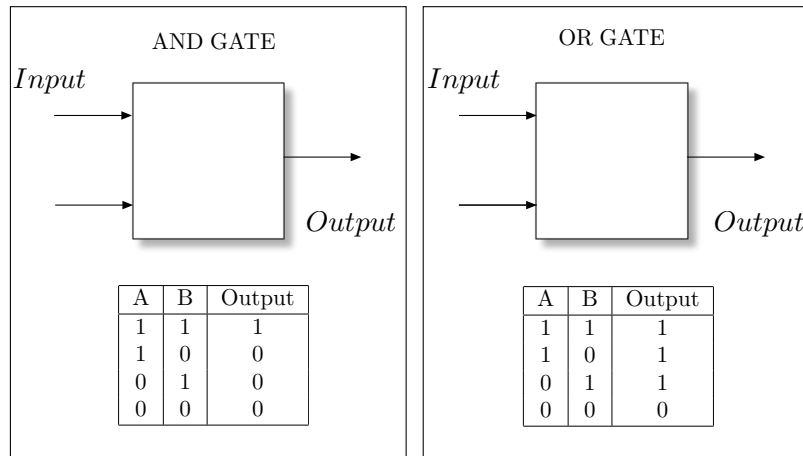 AND GATE
Input
Output
A B Output
1 1 1
1 0 0
0 1 0
0 0 0
OR GATE
Input
Output
A B Output
1 1 1
1 0 1
0 1 1
0 0 0